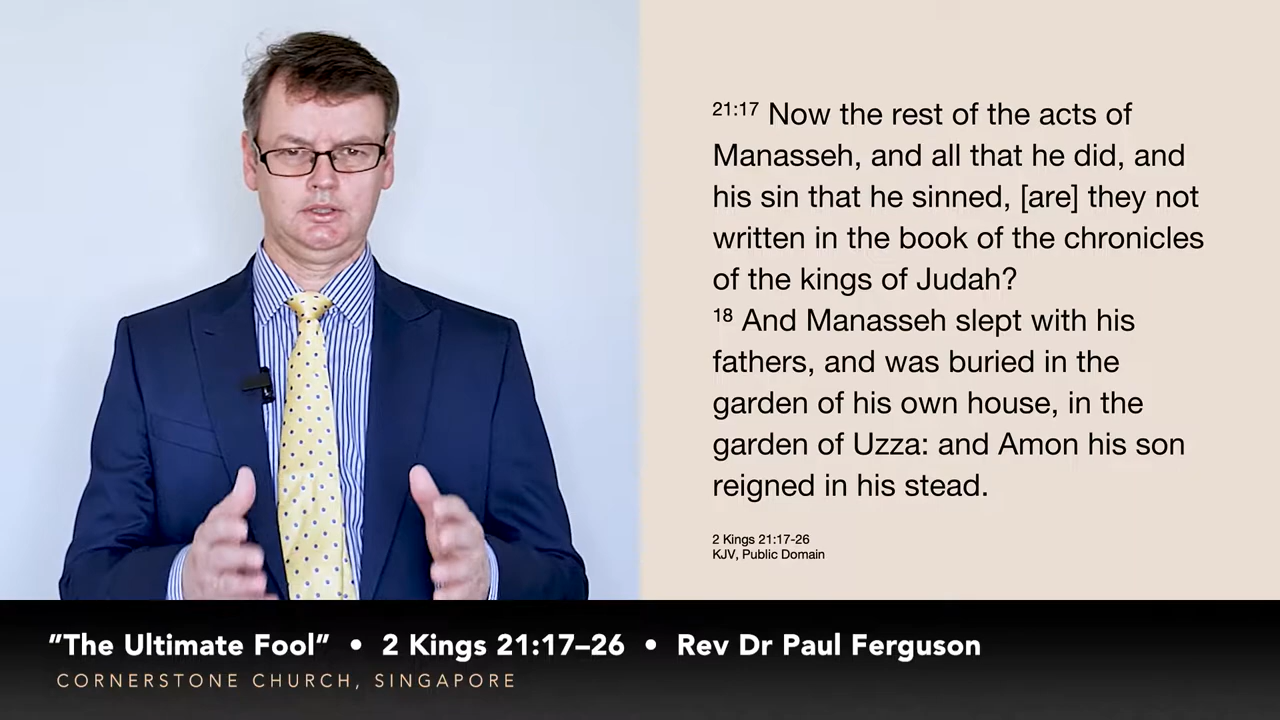 21:17 Now the rest of the acts of
Manasseh, and all that he did, and
his sin that he sinned, [are] they not
written in the book of the chronicles
of the kings of Judah?
18 And Manasseh slept with his
fathers, and was buried in the
garden of his own house, in the
garden of Uzza: and Amon his son
reigned in his stead.
2 Kings 21:17-26
KJV, Public Domain
”The Ultimate Fool” • 2 Kings 21:17–26 • Rev Dr Paul Ferguson
CORNERSTONE CHURCH, SINGAPORE